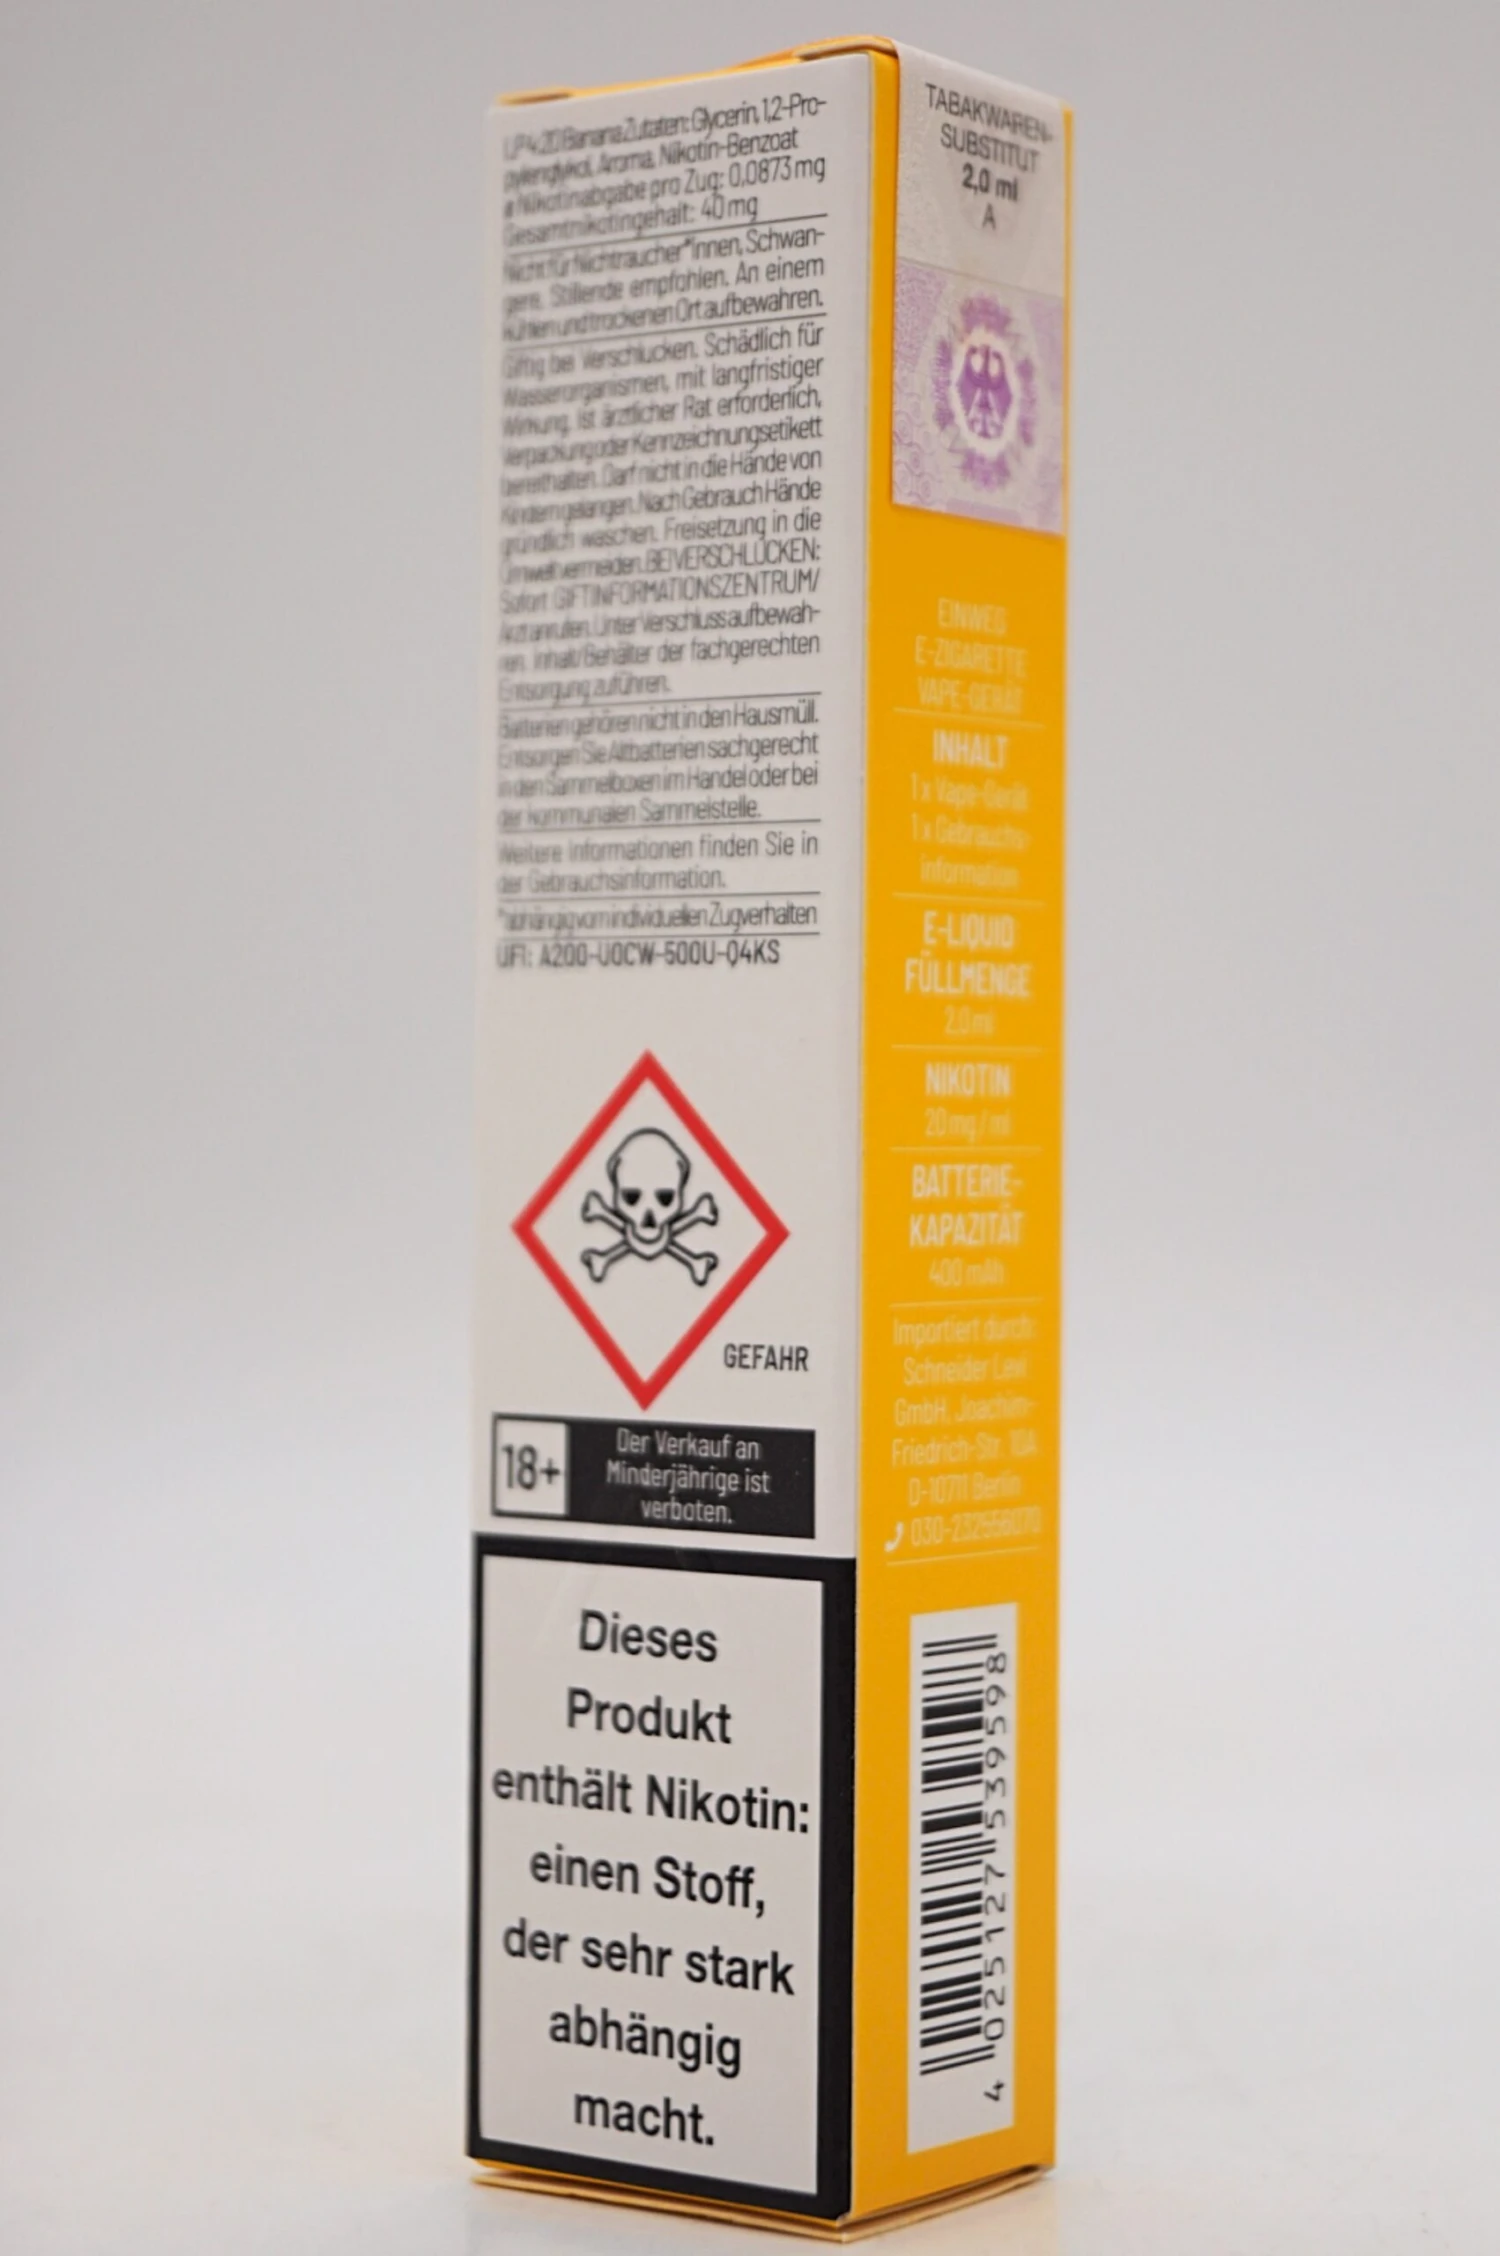 Banana Zutaten: Glycerin, 1,2-Pro-
pylenglykol, Aroma, Nikotin-Benzoat
Nikotinabgabe pro Zug: 0,0873 mg
Gesamtnikotingehalt: 40 mg
Nicht für Nichtraucher*innen, Schwan-
gere, Stillende empfohlen. An einem
kühlen und trockenen Ort aufbewahren.
Giftig bei Verschlucken. Schädlich für
Wasserorganismen, mit langfristiger
Wirkung. Ist ärztlicher Rat erforderlich,
Verpackung oder Kennzeichnungsetikett
bereithalten. Darf nicht in die Hände von
Kindern gelangen. Nach Gebrauch Hände
gründlich waschen. Freisetzung in die
Umwelt vermeiden. BEI VERSCHLUCKEN:
Sofort GIFTINFORMATIONSZENTRUM/
Arzt anrufen. Unter Verschluss aufbewah-
ren. Inhalt/Behälter der fachgerechten
Entsorgung zuführen.
Batterien gehören nicht in den Hausmüll.
Entsorgen Sie Altbatterien sachgerecht
in den Sammelboxen im Handel oder bei
der kommunalen Sammelstelle.
Weitere Informationen finden Sie in
der Gebrauchsinformation.
*abhängig vom individuellen Zugverhalten
UFI: A200-U0CW-500U-Q4KS
GEFAHR
18+
Der Verkauf an
Minderjährige ist
verboten.
Dieses
Produkt
enthält Nikotin:
einen Stoff,
der sehr stark
abhängig
macht.
TABAKWAREN-
SUBSTITUT
2,0 ml
A
EINWEG
E-ZIGARETTE
VAPE-GERÄT
INHALT
1 x Vape-Gerät
1 x Gebrauchs-
information
E-LIQUID
FÜLLMENGE
2,0 ml
NIKOTIN
20 mg / ml
BATTERIE-
KAPAZITÄT
400 mAh
Importiert durch:
Schneider Levi
GmbH, Joachim-
Friedrich-Str. 10A
D-10711 Berlin
4 025127 539598